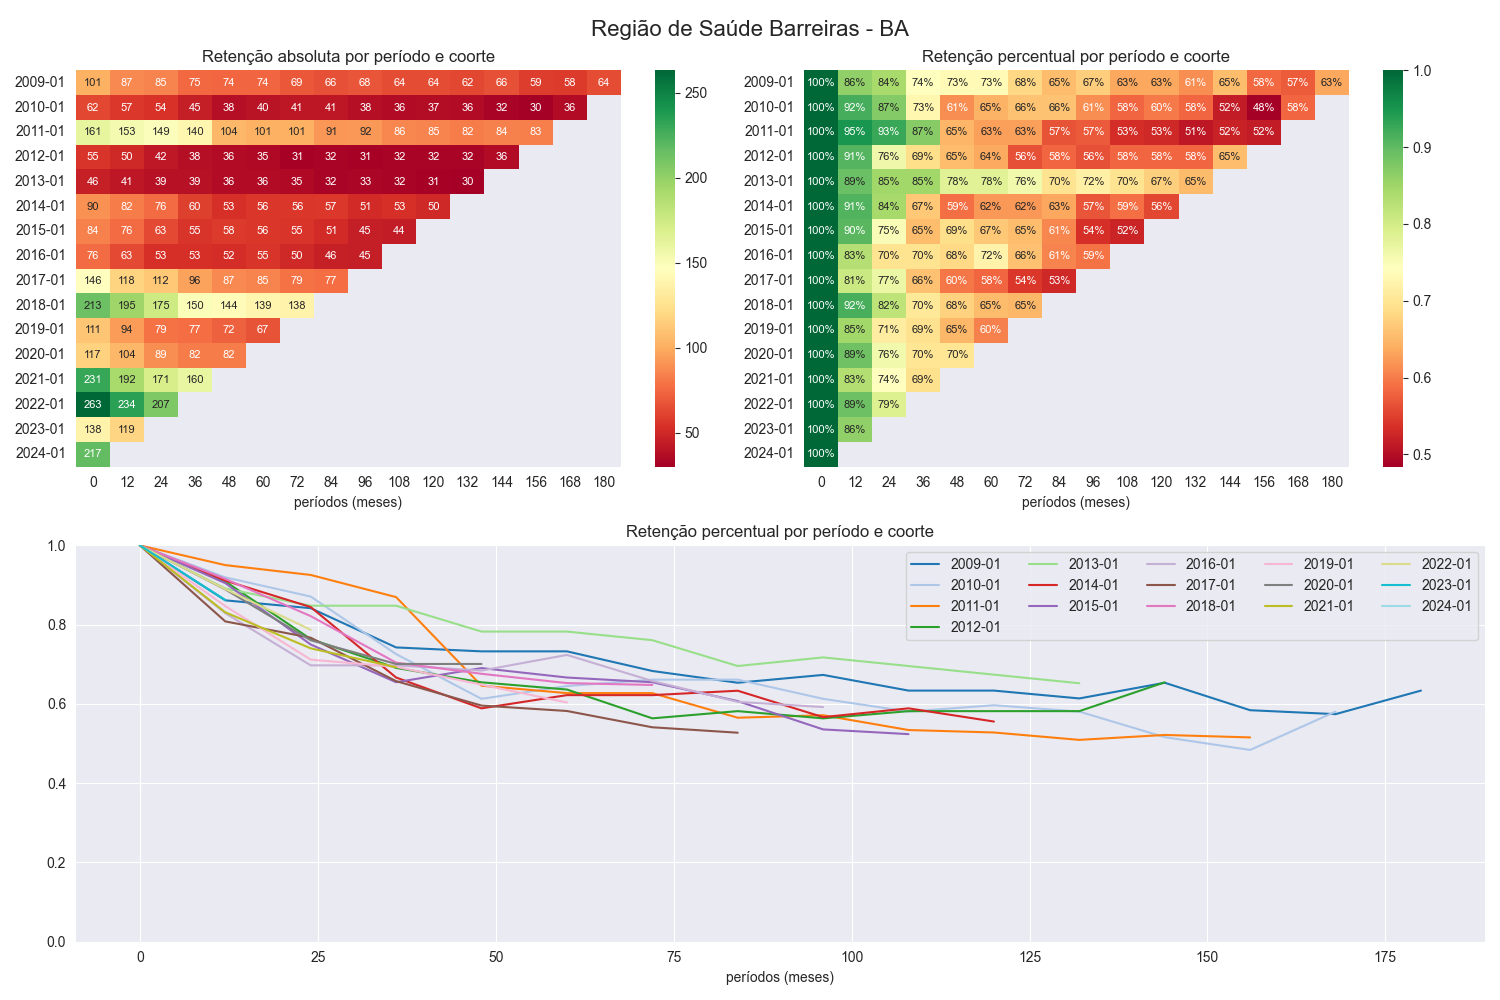 Região de Saúde Barreiras - BA
Retenção absoluta por período e coorte
2009-01 101 87 85 75 74 74 69 66 68 64 64 62 66 59 58 64
2010-01 62 57 54 45 38 40 41 41 38 36 37 36 32 30 36
2011-01 161 153 149 140 104 101 101 91 92 86 85 82 84 83
2012-01 55 50 42 38 36 35 31 32 31 32 32 32 36
2013-01 46 41 39 39 36 36 35 32 33 32 31 30
2014-01 90 82 76 60 53 56 56 57 51 53 50
2015-01 84 76 63 55 58 56 55 51 45 44
2016-01 76 63 53 53 52 55 50 46 45
2017-01 146 118 112 96 87 85 79 77
2018-01 213 195 175 150 144 139 138
2019-01 111 94 79 77 72 67
2020-01 117 104 89 82 82
2021-01 231 192 171 160
2022-01 263 234 207
2023-01 138 119
2024-01 217
0 12 24 36 48 60 72 84 96 108 120 132 144 156 168 180
períodos (meses)
250
200
150
100
50
Retenção percentual por período e coorte
2009-01 100% 86% 84% 74% 73% 73% 68% 65% 67% 63% 63% 61% 65% 58% 57% 63%
2010-01 100% 92% 87% 73% 61% 65% 66% 66% 61% 58% 60% 58% 52% 48% 58%
2011-01 100% 95% 93% 87% 65% 63% 63% 57% 57% 53% 53% 51% 52% 52%
2012-01 100% 91% 76% 69% 65% 64% 56% 58% 56% 58% 58% 58% 65%
2013-01 100% 89% 85% 85% 78% 78% 76% 70% 72% 70% 67% 65%
2014-01 100% 91% 84% 67% 59% 62% 62% 63% 57% 59% 56%
2015-01 100% 90% 75% 65% 69% 67% 65% 61% 54% 52%
2016-01 100% 83% 70% 70% 68% 72% 66% 61% 59%
2017-01 100% 81% 77% 66% 60% 58% 54% 53%
2018-01 100% 92% 82% 70% 68% 65% 65%
2019-01 100% 85% 71% 69% 65% 60%
2020-01 100% 89% 76% 70% 70%
2021-01 100% 83% 74% 69%
2022-01 100% 89% 79%
2023-01 100% 86%
2024-01 100%
0 12 24 36 48 60 72 84 96 108 120 132 144 156 168 180
períodos (meses)
1.0
0.9
0.8
0.7
0.6
0.5
Retenção percentual por período e coorte
1.0
0.8
0.6
0.4
0.2
0.0
2009-01 2013-01 2016-01 2019-01 2022-01
2010-01 2014-01 2017-01 2020-01 2023-01
2011-01 2015-01 2018-01 2021-01 2024-01
2012-01
0 25 50 75 100 125 150 175
períodos (meses)